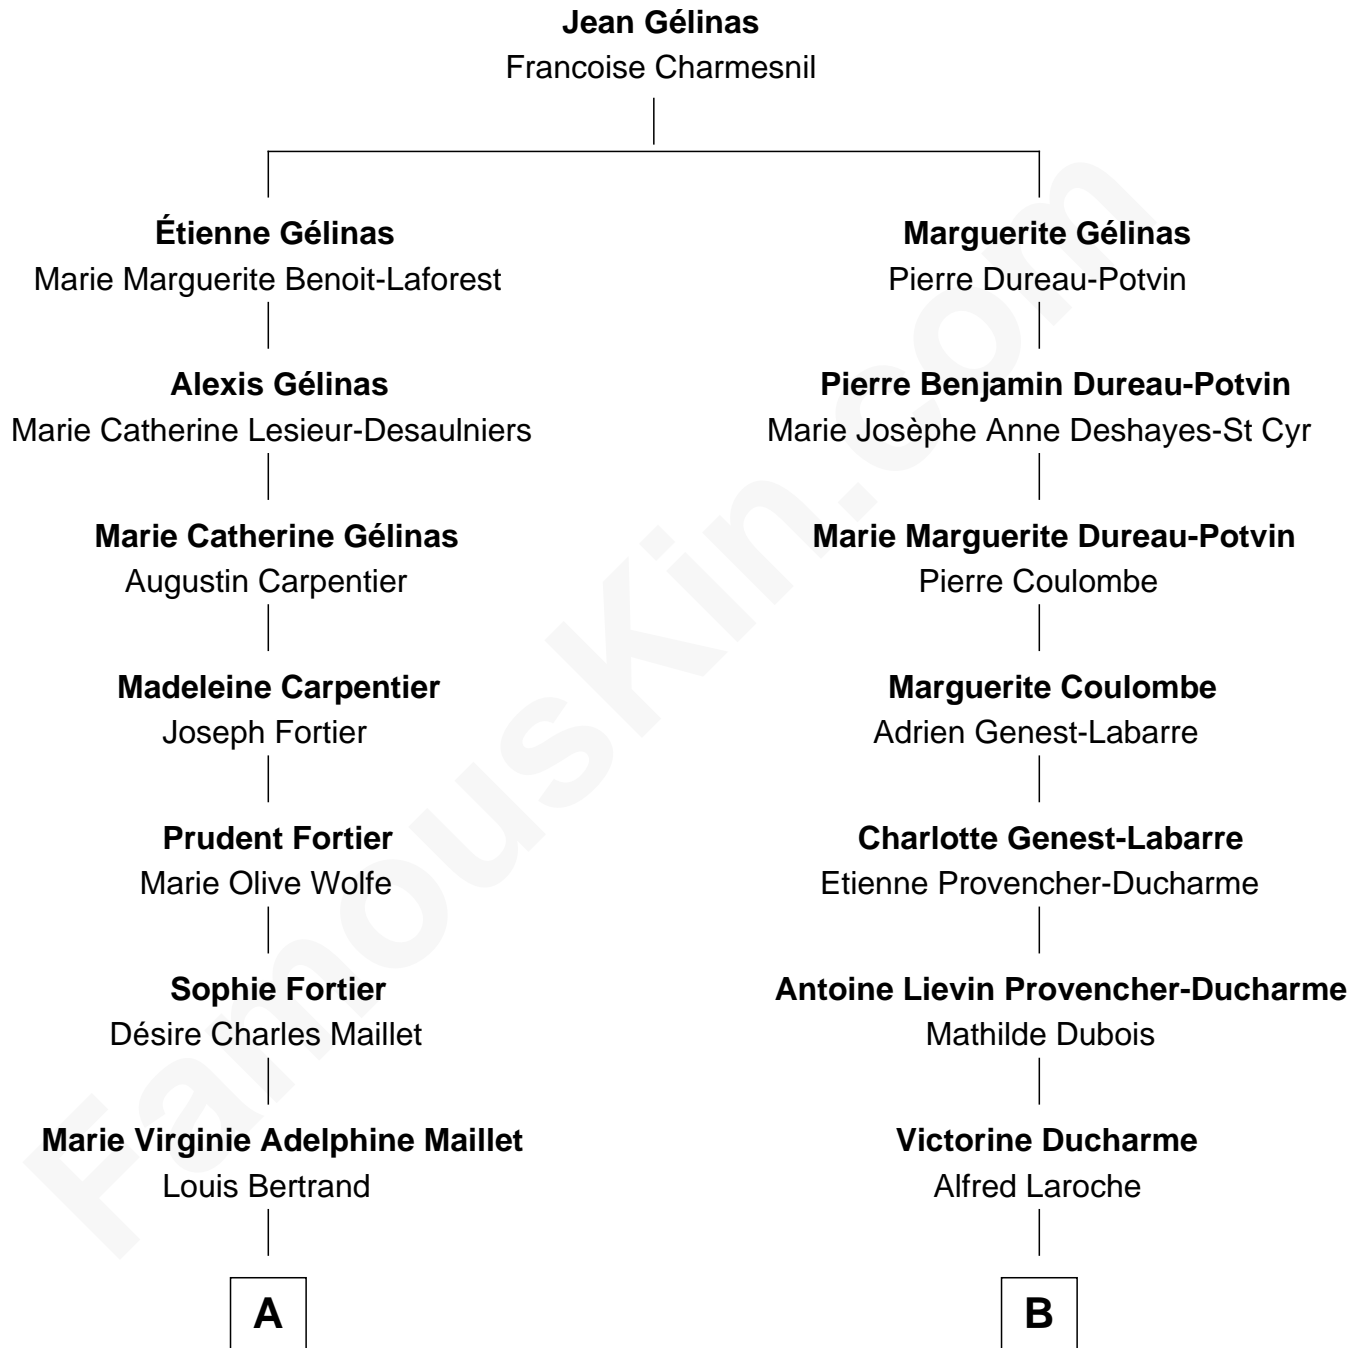 Jean Gélinas
Francoise Charmesnil
Étienne Gélinas
Marie Marguerite Benoit-Laforest
Marguerite Gélinas
Pierre Dureau-Potvin
Alexis Gélinas
Marie Catherine Lesieur-Desaulniers
Pierre Benjamin Dureau-Potvin
Marie Josèphe Anne Deshayes-St Cyr
Marie Catherine Gélinas
Augustin Carpentier
Marie Marguerite Dureau-Potvin
Pierre Coulombe
Madeleine Carpentier
Joseph Fortier
Marguerite Coulombe
Adrien Genest-Labarre
Prudent Fortier
Marie Olive Wolfe
Charlotte Genest-Labarre
Etienne Provencher-Ducharme
Sophie Fortier
Désire Charles Maillet
Antoine Lievin Provencher-Ducharme
Mathilde Dubois
Marie Virginie Adelphine Maillet
Louis Bertrand
Victorine Ducharme
Alfred Laroche
A
B
FamousKin.com